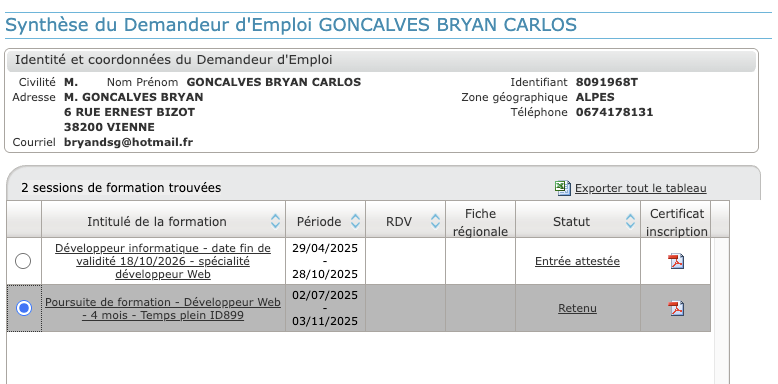 Synthèse du Demandeur d'Emploi GONCALVES BRYAN CARLOS
Identité et coordonnées du Demandeur d'Emploi
Civilité M. Nom Prénom GONCALVES BRYAN CARLOS Identifiant 8091968T
Adresse M. GONCALVES BRYAN Zone géographique ALPES
6 RUE ERNEST BIZOT Téléphone 0674178131
38200 VIENNE
Courriel bryandsg@hotmail.fr
2 sessions de formation trouvées Exporter tout le tableau
Intitulé de la formation Période RDV Fiche régionale Statut Certificat inscription
Développeur informatique - date fin de
validité 18/10/2026 - spécialité
développeur Web
29/04/2025
-
28/10/2025
Entrée attestée
Poursuite de formation - Développeur Web
- 4 mois - Temps plein ID899
02/07/2025
-
03/11/2025
Retenu